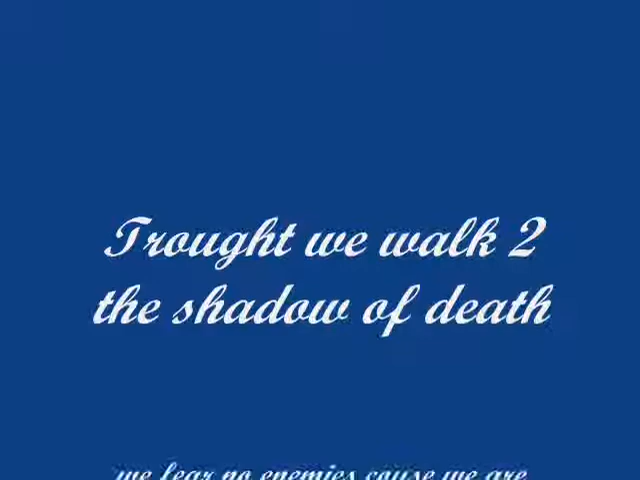 Trought we walk 2
the shadow of death
we fear no enemies cause we are